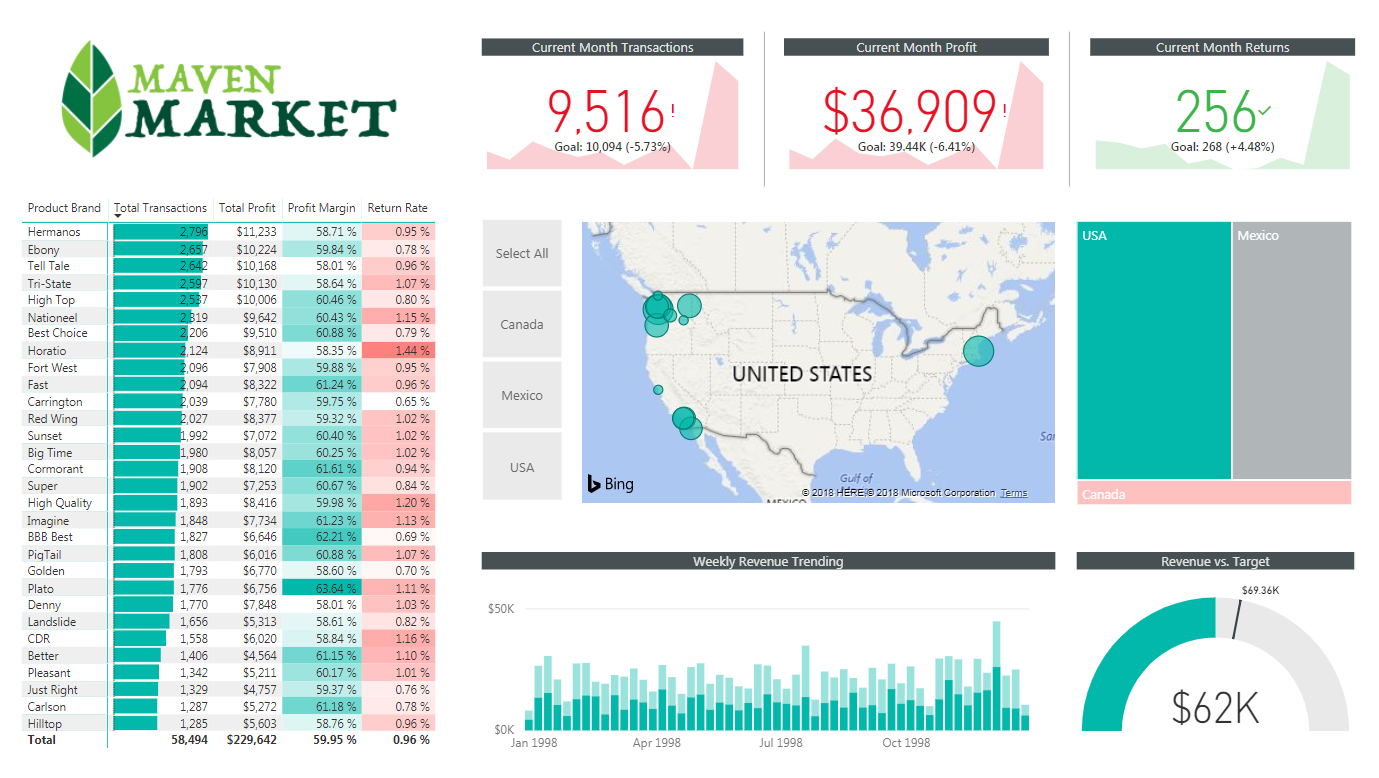 MAVEN
MARKET
Current Month Transactions
9,516!
Goal: 10,094 (-5.73%)
Current Month Profit
$36,909!
Goal: 39.44K (-6.41%)
Current Month Returns
256
Goal: 268 (+4.48%)
Product Brand Total Transactions Total Profit Profit Margin Return Rate
Hermanos 2,796 $11,233 58.71 % 0.95 %
Ebony 2,657 $10,224 59.84 % 0.78 %
Tell Tale 2,642 $10,168 58.01 % 0.96 %
Tri-State 2,597 $10,130 58.64 % 1.07 %
High Top 2,537 $10,006 60.46 % 0.80 %
Nationeel 2,319 $9,642 60.43 % 1.15 %
Best Choice 2,206 $9,510 60.88 % 0.79 %
Horatio 2,124 $8,911 58.35 % 1.44 %
Fort West 2,096 $7,908 59.88 % 0.95 %
Fast 2,094 $8,322 61.24 % 0.96 %
Carrington 2,039 $7,780 59.75 % 0.65 %
Red Wing 2,027 $8,377 59.32 % 1.02 %
Sunset 1,992 $7,072 60.40 % 1.02 %
Big Time 1,980 $8,057 60.25 % 1.02 %
Cormorant 1,908 $8,120 61.61 % 0.94 %
Super 1,902 $7,253 60.67 % 0.84 %
High Quality 1,893 $8,416 59.98 % 1.20 %
Imagine 1,848 $7,734 61.23 % 1.13 %
BBB Best 1,827 $6,646 62.21 % 0.69 %
PigTail 1,808 $6,016 60.88 % 1.07 %
Golden 1,793 $6,770 58.60 % 0.70 %
Plato 1,776 $6,756 63.64 % 1.11 %
Denny 1,770 $7,848 58.01 % 1.03 %
Landslide 1,656 $5,313 58.61 % 0.82 %
CDR 1,558 $6,020 58.84 % 1.16 %
Better 1,406 $4,564 61.15 % 1.10 %
Pleasant 1,342 $5,211 60.17 % 1.01 %
Just Right 1,329 $4,757 59.37 % 0.76 %
Carlson 1,287 $5,272 61.18 % 0.78 %
Hilltop 1,285 $5,603 58.76 % 0.96 %
Total 58,494 $229,642 59.95 % 0.96 %
Select All
Canada
Mexico
USA
UNITED STATES
Gulf of
Bing
© 2018 HERE © 2018 Microsoft Corporation Terms
USA
Mexico
Canada
Weekly Revenue Trending
$50K
$0K
Jan 1998 Apr 1998 Jul 1998 Oct 1998
Revenue vs. Target
$69.36K
$62K